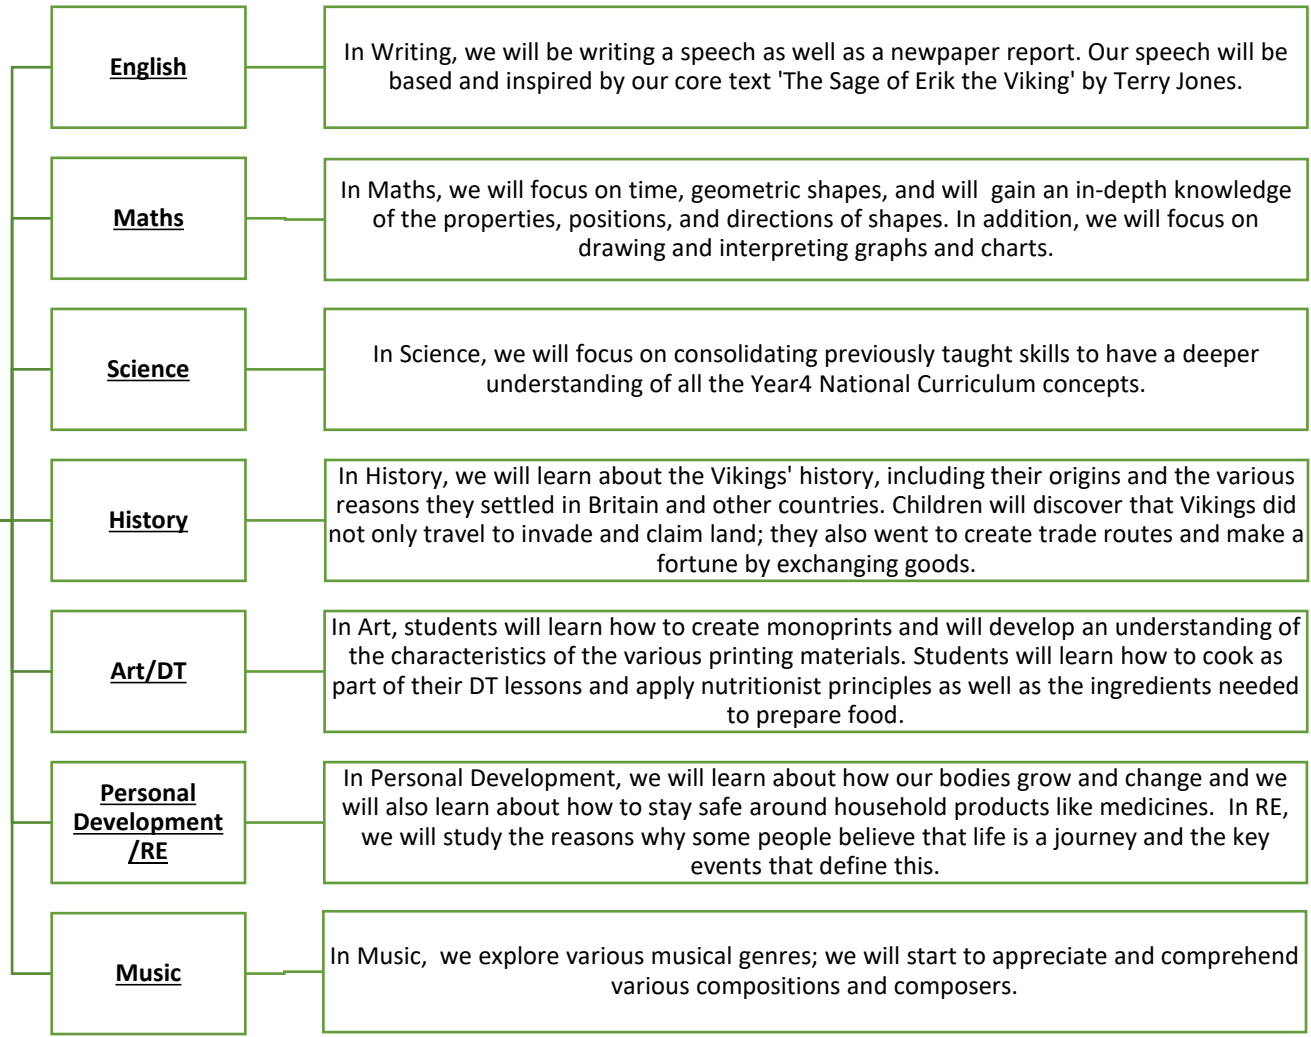 English
In Writing, we will be writing a speech as well as a newpaper report. Our speech will be
based and inspired by our core text 'The Sage of Erik the Viking' by Terry Jones.
Maths
In Maths, we will focus on time, geometric shapes, and will  gain an in-depth knowledge
of the properties, positions, and directions of shapes. In addition, we will focus on
drawing and interpreting graphs and charts.
Science
In Science, we will focus on consolidating previously taught skills to have a deeper
understanding of all the Year4 National Curriculum concepts.
History
In History, we will learn about the Vikings' history, including their origins and the various
reasons they settled in Britain and other countries. Children will discover that Vikings did
not only travel to invade and claim land; they also went to create trade routes and make a
fortune by exchanging goods.
Art/DT
In Art, students will learn how to create monoprints and will develop an understanding of
the characteristics of the various printing materials. Students will learn how to cook as
part of their DT lessons and apply nutritionist principles as well as the ingredients needed
to prepare food.
Personal
Development
/RE
In Personal Development, we will learn about how our bodies grow and change and we
will also learn about how to stay safe around household products like medicines.  In RE,
we will study the reasons why some people believe that life is a journey and the key
events that define this.
Music
In Music,  we explore various musical genres; we will start to appreciate and comprehend
various compositions and composers.